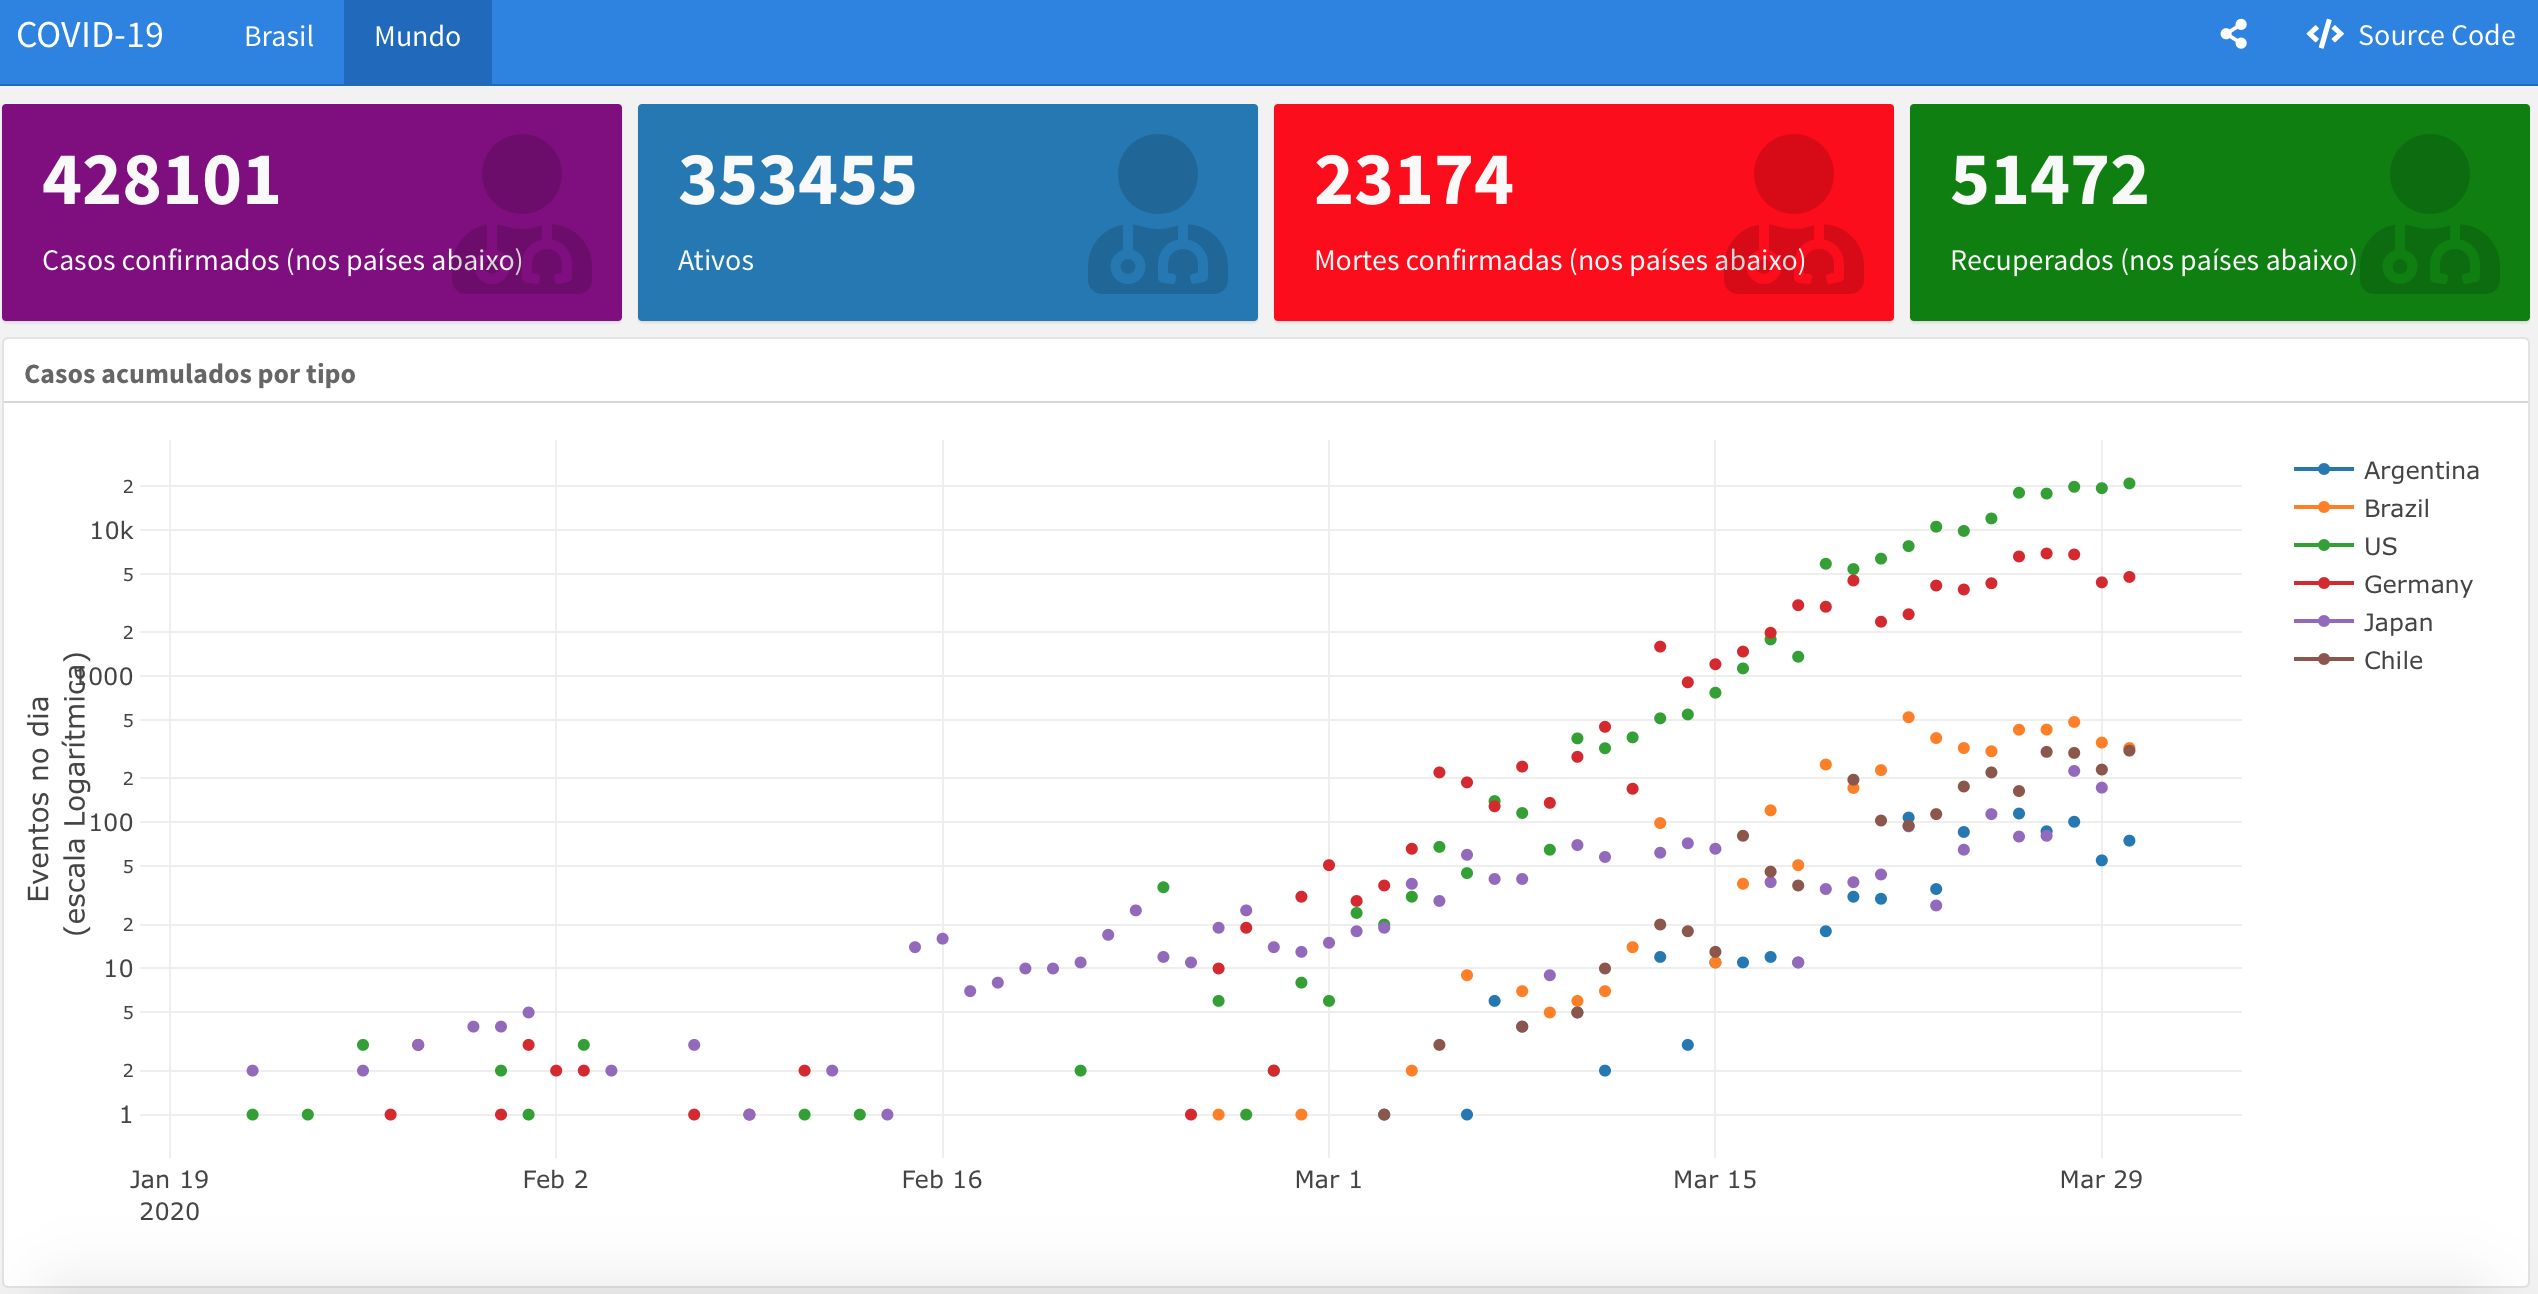 COVID-19 Brasil Mundo Source Code
428101
Casos confirmados (nos países abaixo)
353455
Ativos
23174
Mortes confirmadas (nos países abaixo)
51472
Recuperados (nos países abaixo)
Casos acumulados por tipo
Eventos no dia
(escala Logarítmica)
2
10k
5
2
1000
5
2
100
5
2
10
5
2
1
Jan 19
2020
Feb 2
Feb 16
Mar 1
Mar 15
Mar 29
Argentina
Brazil
US
Germany
Japan
Chile